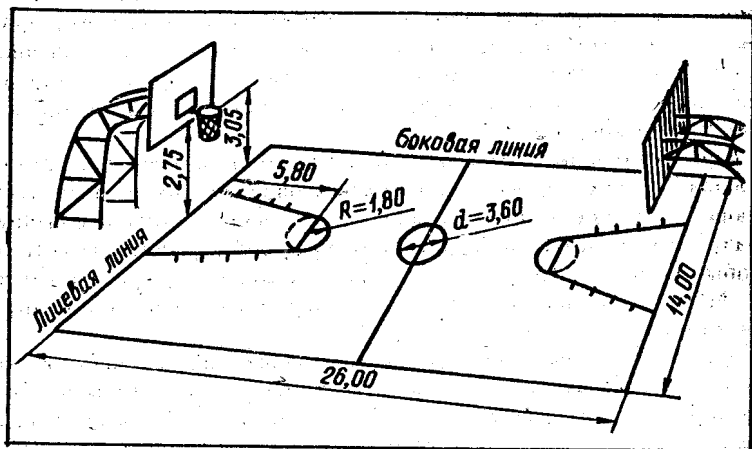 3,05
2,75
боковая линия
5,80
R=1,80
d=3,60
Лицевая линия
14,00
26,00